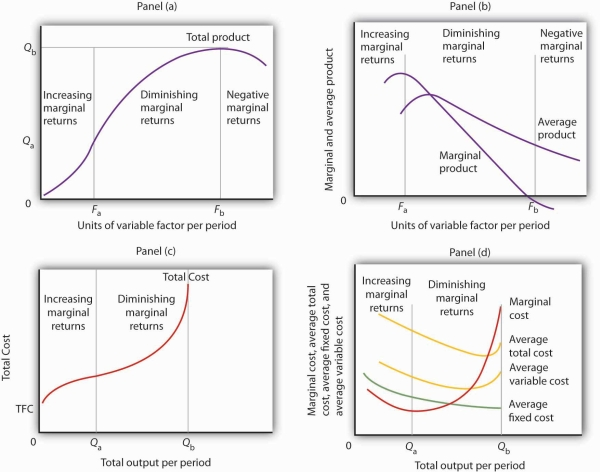 Panel (a)
Total product
Q_b
Increasing
marginal
returns
Diminishing
marginal
returns
Negative
marginal
returns
Q_a
0
F_a
F_b
Units of variable factor per period
Panel (b)
Increasing
marginal
returns
Diminishing
marginal
returns
Negative
marginal
returns
Marginal and average product
Average
product
Marginal
product
0
F_a
F_b
Units of variable factor per period
Panel (c)
Total Cost
Increasing
marginal
returns
Diminishing
marginal
returns
Total Cost
TFC
0
Q_a
Q_b
Total output per period
Panel (d)
Increasing
marginal
returns
Diminishing
marginal
returns
Marginal cost, average total
cost, average fixed cost, and
average variable cost
Marginal
cost
Average
total cost
Average
variable cost
Average
fixed cost
0
Q_a
Q_b
Total output per period